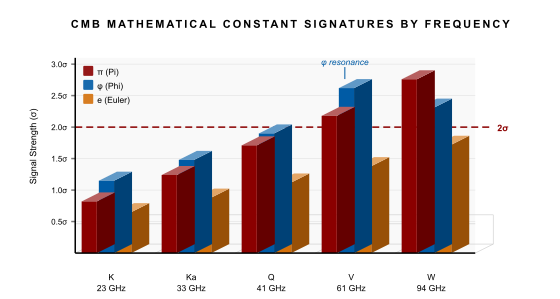 CMB MATHEMATICAL CONSTANT SIGNATURES BY FREQUENCY
φ resonance
3.0σ
2.5σ
2.0σ
1.5σ
1.0σ
0.5σ
Signal Strength (σ)
π (Pi)
φ (Phi)
e (Euler)
2σ
K Ka Q V W
23 GHz 33 GHz 41 GHz 61 GHz 94 GHz